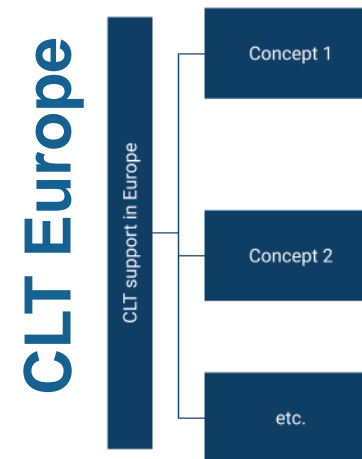 CLT Europe
CLT support in Europe
Concept 1
Concept 2
etc.